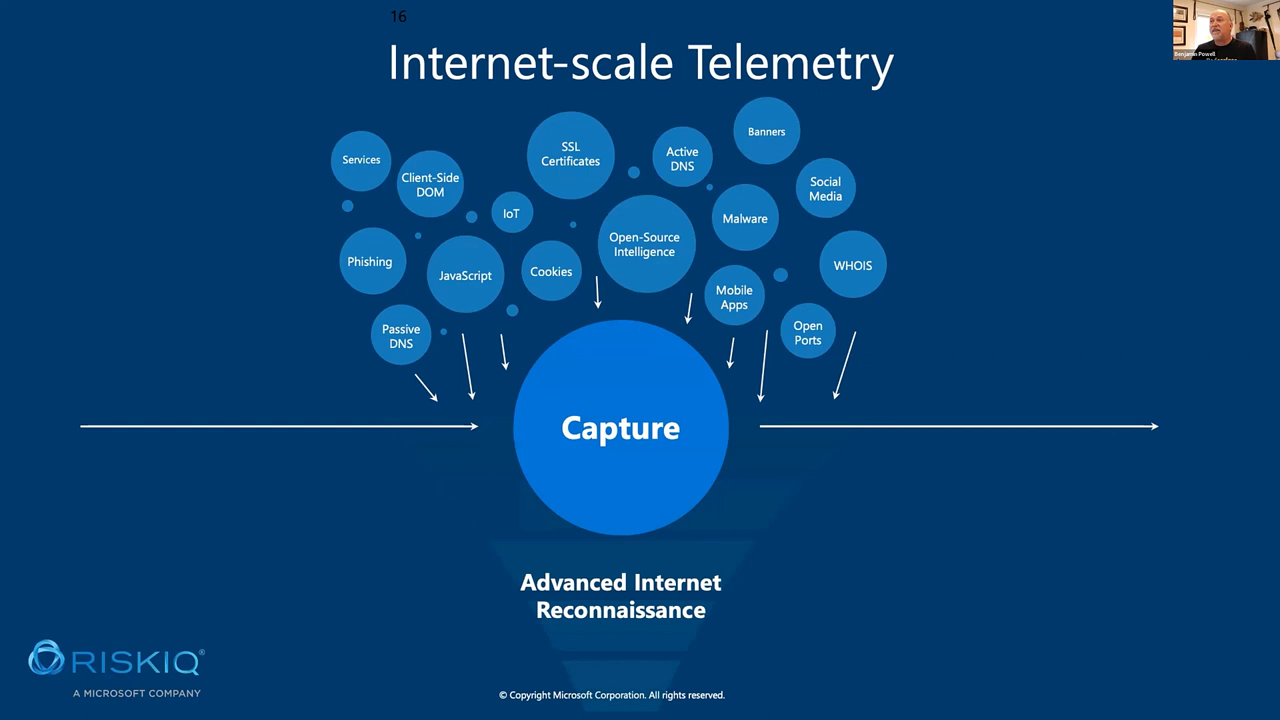 16
Internet-scale Telemetry
Benjamin Powell
Services
Client-Side
DOM
IoT
SSL
Certificates
Active
DNS
Banners
Social
Media
Malware
Open-Source
Intelligence
Phishing
JavaScript
Cookies
Mobile
Apps
WHOIS
Passive
DNS
Open
Ports
Capture
Advanced Internet
Reconnaissance
RISKIQ®
A MICROSOFT COMPANY
© Copyright Microsoft Corporation. All rights reserved.